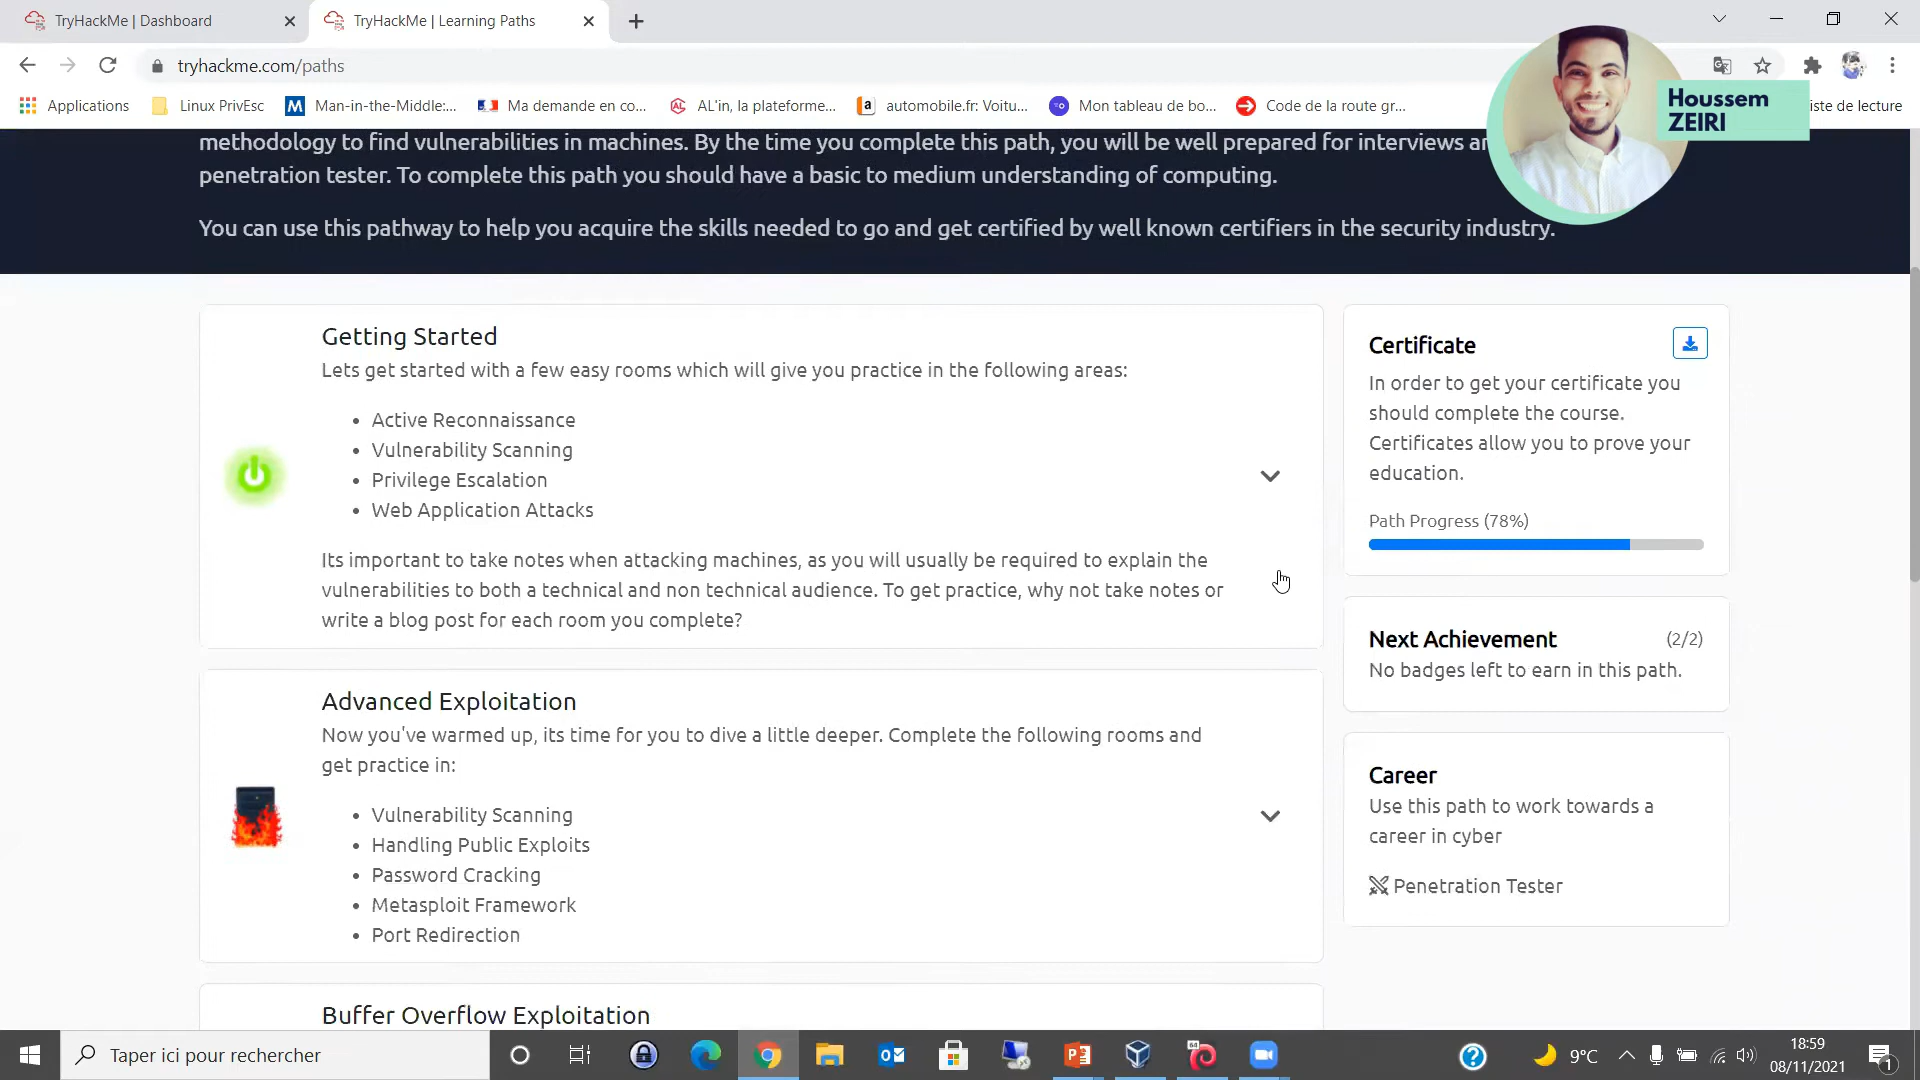 TryHackMe | Dashboard
TryHackMe | Learning Paths
tryhackme.com/paths
Applications
Linux PrivEsc
M
Man-in-the-Middle:...
Ma demande en co...
AL
AL'in, la plateforme...
a
automobile.fr: Voitu...
Mon tableau de bo...
Code de la route gr...
iste de lecture
Houssem
ZEIRI
methodology to find vulnerabilities in machines. By the time you complete this path, you will be well prepared for interviews a
penetration tester. To complete this path you should have a basic to medium understanding of computing.
You can use this pathway to help you acquire the skills needed to go and get certified by well known certifiers in the security industry.
Getting Started
Lets get started with a few easy rooms which will give you practice in the following areas:
• Active Reconnaissance
• Vulnerability Scanning
• Privilege Escalation
• Web Application Attacks
Its important to take notes when attacking machines, as you will usually be required to explain the
vulnerabilities to both a technical and non technical audience. To get practice, why not take notes or
write a blog post for each room you complete?
Advanced Exploitation
Now you've warmed up, its time for you to dive a little deeper. Complete the following rooms and
get practice in:
• Vulnerability Scanning
• Handling Public Exploits
• Password Cracking
• Metasploit Framework
• Port Redirection
Buffer Overflow Exploitation
Certificate
In order to get your certificate you
should complete the course.
Certificates allow you to prove your
education.
Path Progress (78%)
Next Achievement (2/2)
No badges left to earn in this path.
Career
Use this path to work towards a
career in cyber
Penetration Tester
Taper ici pour rechercher
64
9°C
18:59
08/11/2021
1